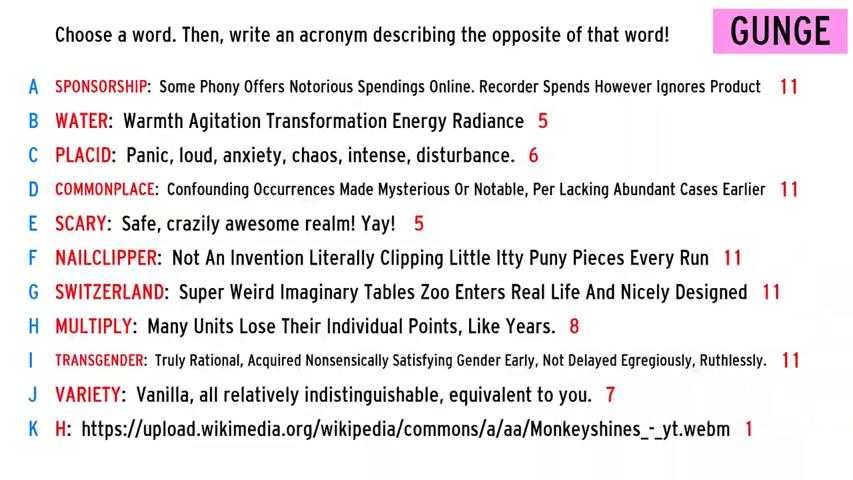 Choose a word. Then, write an acronym describing the opposite of that word!
GUNGE
A SPONSORSHIP: Some Phony Offers Notorious Spendings Online. Recorder Spends However Ignores Product 11
B WATER: Warmth Agitation Transformation Energy Radiance 5
C PLACID: Panic, loud, anxiety, chaos, intense, disturbance. 6
D COMMONPLACE: Confounding Occurrences Made Mysterious Or Notable, Per Lacking Abundant Cases Earlier 11
E SCARY: Safe, crazily awesome realm! Yay! 5
F NAILCLIPPER: Not An Invention Literally Clipping Little Itty Puny Pieces Every Run 11
G SWITZERLAND: Super Weird Imaginary Tables Zoo Enters Real Life And Nicely Designed 11
H MULTIPLY: Many Units Lose Their Individual Points, Like Years. 8
I TRANSGENDER: Truly Rational, Acquired Nonsensically Satisfying Gender Early, Not Delayed Egregiously, Ruthlessly. 11
J VARIETY: Vanilla, all relatively indistinguishable, equivalent to you. 7
K H: https://upload.wikimedia.org/wikipedia/commons/a/aa/Monkeyshines_-_yt.webm 1